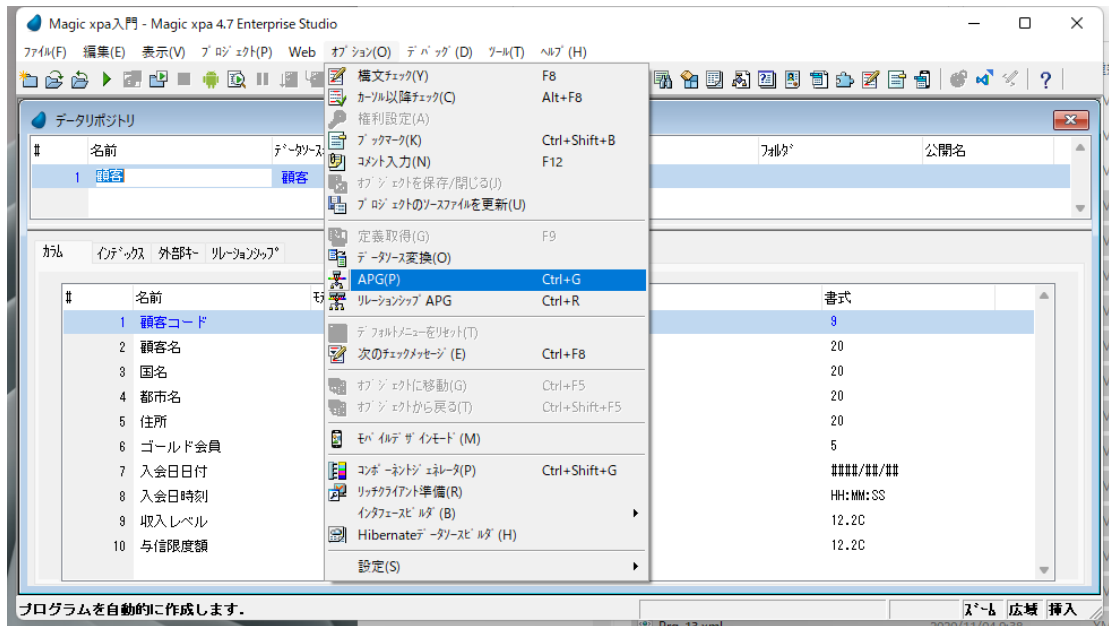 Magic xpa入門 - Magic xpa 4.7 Enterprise Studio
ﾌｧｲﾙ(F) 編集(E) 表示(V) ﾌﾟﾛｼﾞｪｸﾄ(P) Web ｵﾌﾟｼｮﾝ(O) ﾃﾞﾊﾞｯｸﾞ(D) ﾂｰﾙ(T) ﾍﾙﾌﾟ(H)
構文ﾁｪｯｸ(Y) F8
ｶｰｿﾙ以降ﾁｪｯｸ(C) Alt+F8
権利設定(A)
ﾌﾞｯｸﾏｰｸ(K) Ctrl+Shift+B
ｺﾒﾝﾄ入力(N) F12
ｵﾌﾞｼﾞｪｸﾄを保存/閉じる(J)
ﾌﾟﾛｼﾞｪｸﾄのｿｰｽﾌｧｲﾙを更新(U)
定義取得(G) F9
ﾃﾞｰﾀｿｰｽ変換(O)
APG(P) Ctrl+G
ﾘﾚｰｼｮﾝｼｯﾌﾟ APG Ctrl+R
ﾃﾞﾌｫﾙﾄﾒﾆｭｰをﾘｾｯﾄ(T)
次のﾁｪｯｸﾒｯｾｰｼﾞ(E) Ctrl+F8
ｵﾌﾞｼﾞｪｸﾄに移動(G) Ctrl+F5
ｵﾌﾞｼﾞｪｸﾄから戻る(T) Ctrl+Shift+F5
ﾓﾊﾞｲﾙﾃﾞｻﾞｲﾝﾓｰﾄﾞ(M)
ｺﾝﾎﾟｰﾈﾝﾄｼﾞｪﾈﾚｰﾀ(P) Ctrl+Shift+G
ﾘｯﾁｸﾗｲｱﾝﾄ準備(R)
ｲﾝﾀﾌｪｰｽﾋﾞﾙﾀﾞ(B)
Hibernateﾃﾞｰﾀｿｰｽﾋﾞﾙﾀﾞ(H)
設定(S)
データリポジトリ
# 名前 ﾃﾞｰﾀｿｰｽ ﾌｫﾙﾀﾞ 公開名
1 顧客 顧客
ｶﾗﾑ ｲﾝﾃﾞｯｸｽ 外部ｷｰ ﾘﾚｰｼｮﾝｼｯﾌﾟ
# 名前 書式
1 顧客コード 9
2 顧客名 20
3 国名 20
4 都市名 20
5 住所 20
6 ゴールド会員 5
7 入会日日付 ####/##/##
8 入会日時刻 HH:MM:SS
9 収入レベル 12.2C
10 与信限度額 12.2C
プログラムを自動的に作成します. ｽﾞｰﾑ 広域 挿入